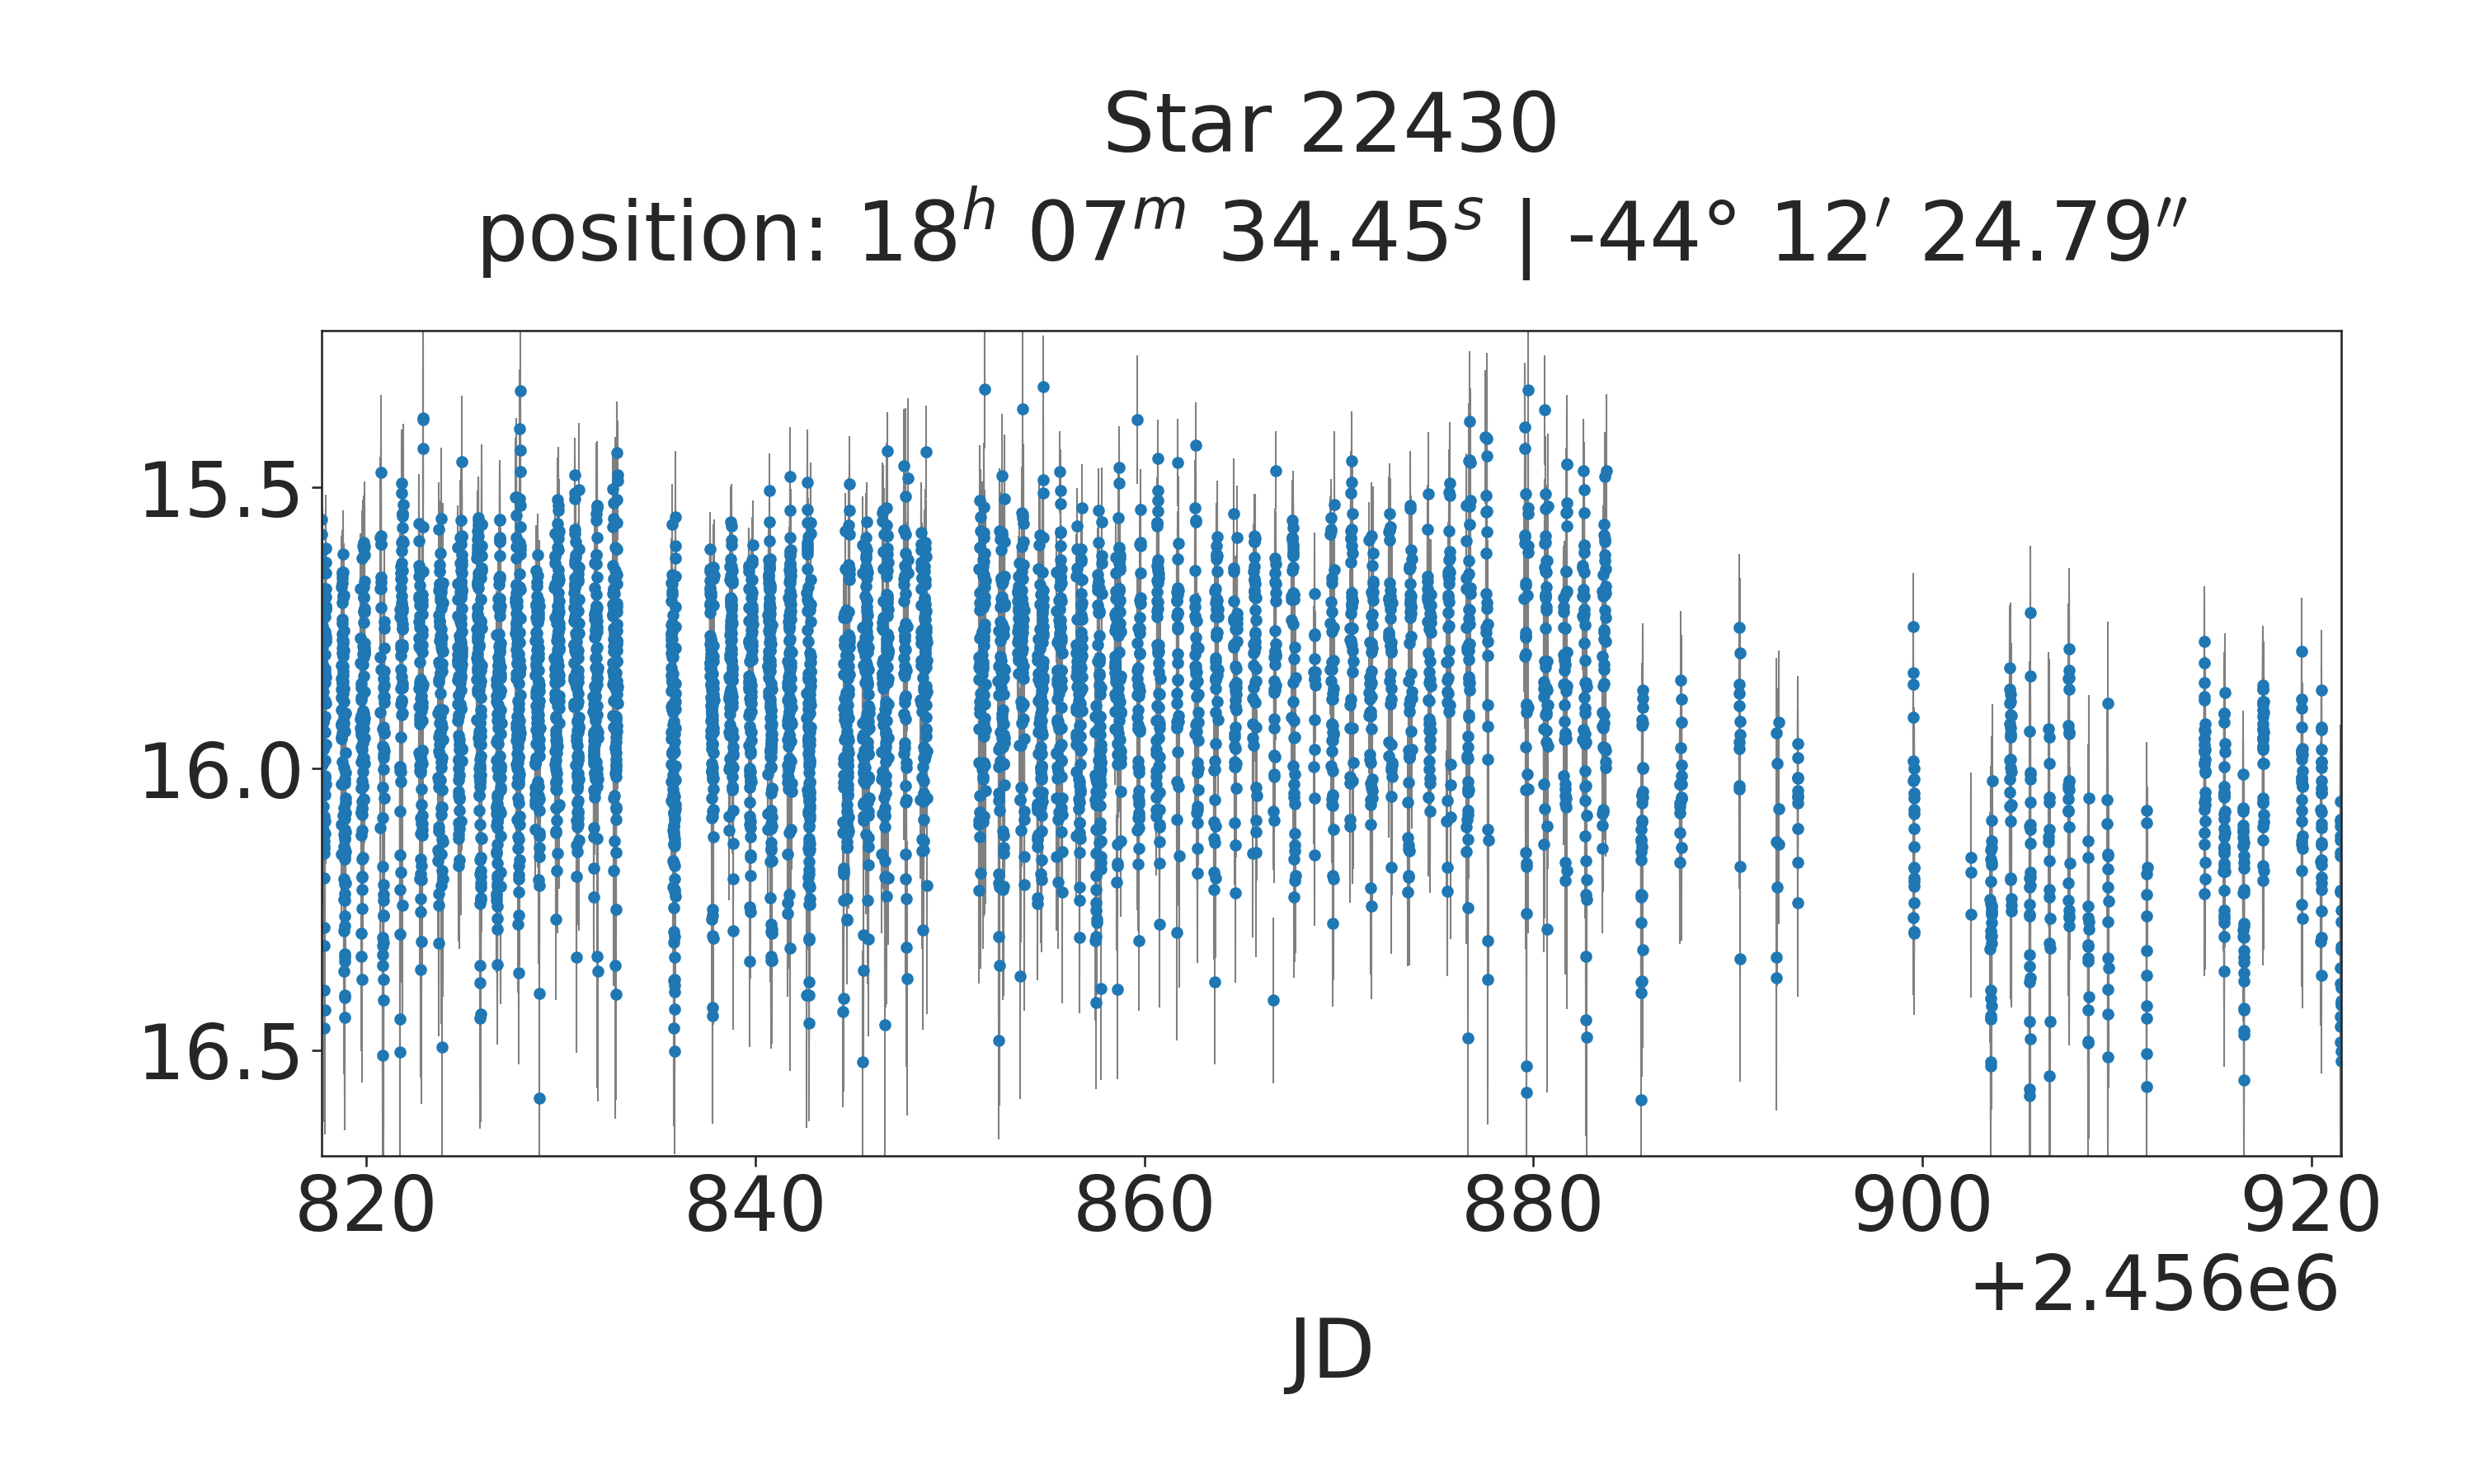 Star 22430
position: 18ʰ 07ᵐ 34.45ˢ | -44° 12′ 24.79″
15.5
16.0
16.5
820 840 860 880 900 920
+2.456e6
JD